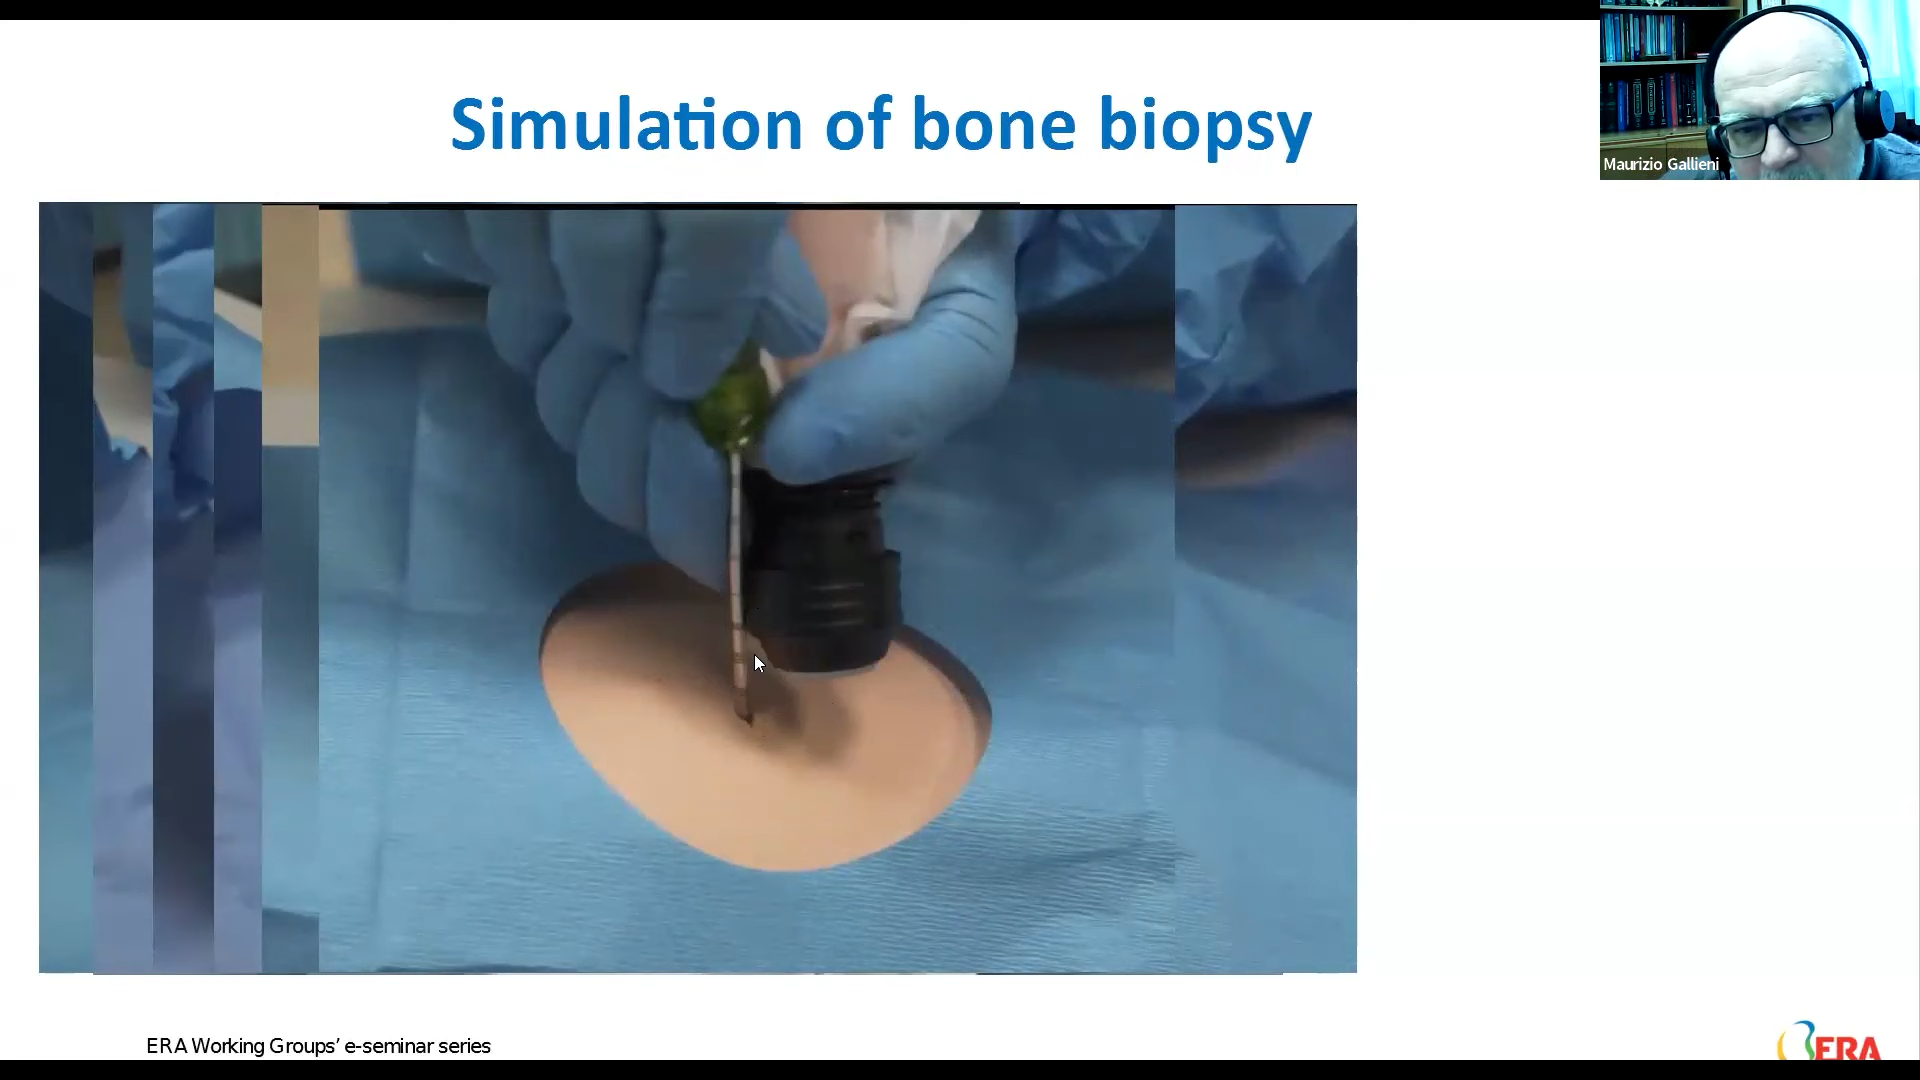 Simulation of bone biopsy
Maurizio Gallieni
ERA Working Groups’ e-seminar series
ERA